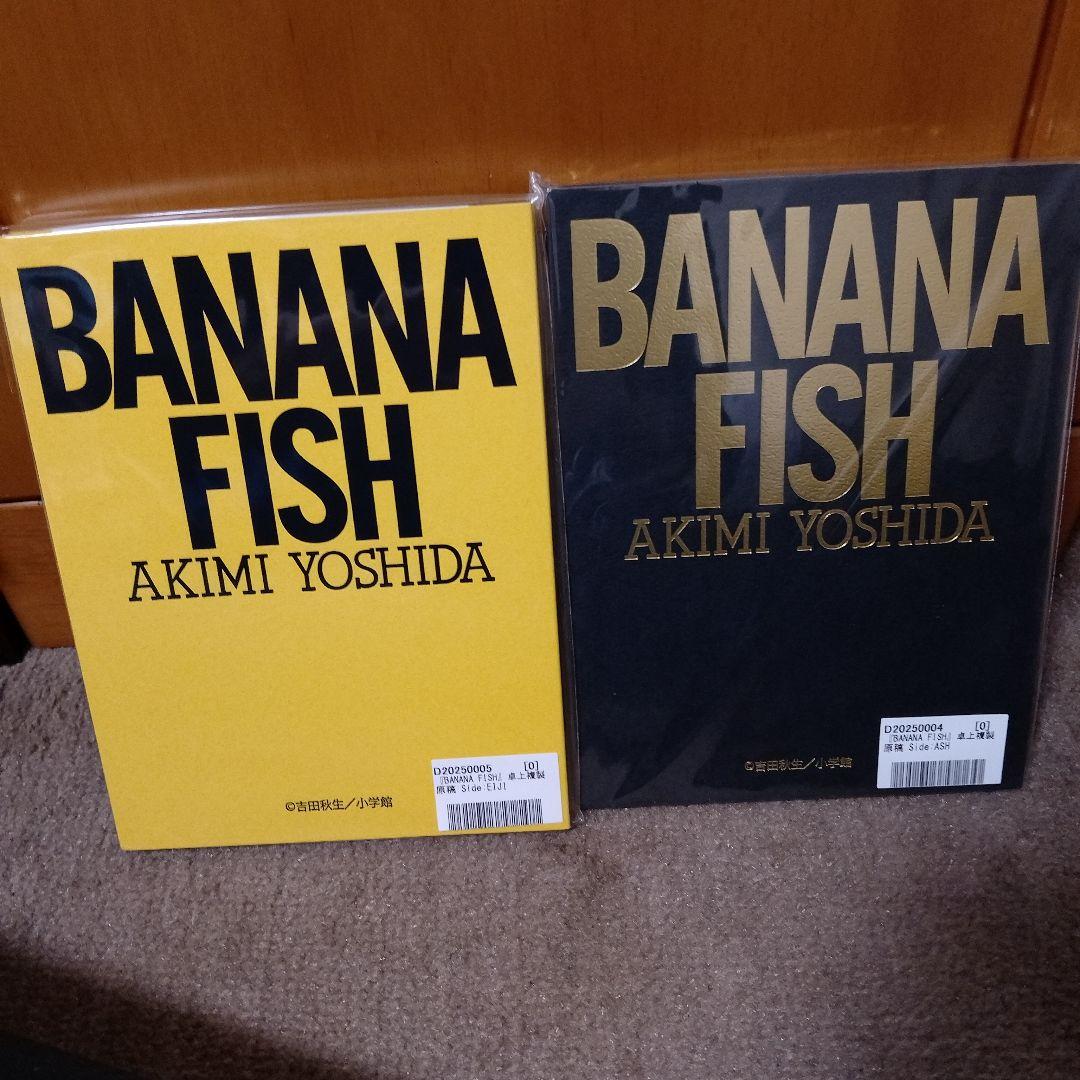 BANANA
FISH
AKIMI YOSHIDA
©吉田秋生／小学館
D20250005 [0]
『BANANA FISH』卓上複製
原稿 Side:EIJI
BANANA
FISH
AKIMI YOSHIDA
©吉田秋生／小学館
D20250004 [0]
『BANANA FISH』卓上複製
原稿 Side:ASH